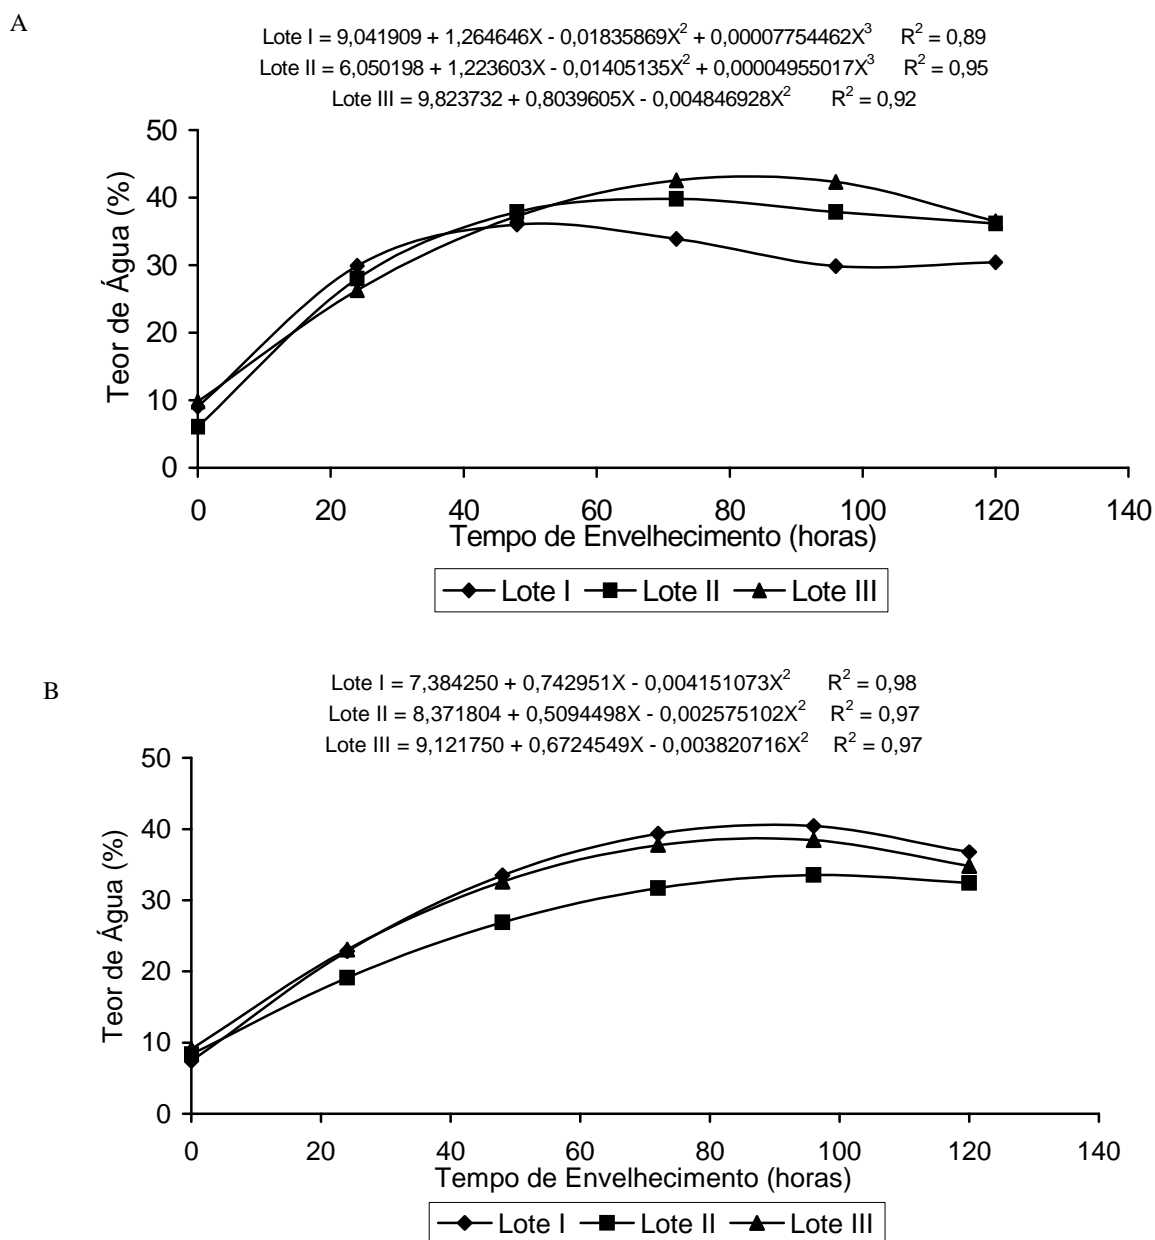 A
Lote I = 9,041909 + 1,264646X - 0,01835869X² + 0,00007754462X³ R² = 0,89
Lote II = 6,050198 + 1,223603X - 0,01405135X² + 0,00004955017X³ R² = 0,95
Lote III = 9,823732 + 0,8039605X - 0,004846928X² R² = 0,92
50
40
30
20
10
0
Teor de Água (%)
0 20 40 60 80 100 120 140
Tempo de Envelhecimento (horas)
Lote I Lote II Lote III
B
Lote I = 7,384250 + 0,742951X - 0,004151073X² R² = 0,98
Lote II = 8,371804 + 0,5094498X - 0,002575102X² R² = 0,97
Lote III = 9,121750 + 0,6724549X - 0,003820716X² R² = 0,97
50
40
30
20
10
0
Teor de Água (%)
0 20 40 60 80 100 120 140
Tempo de Envelhecimento (horas)
Lote I Lote II Lote III